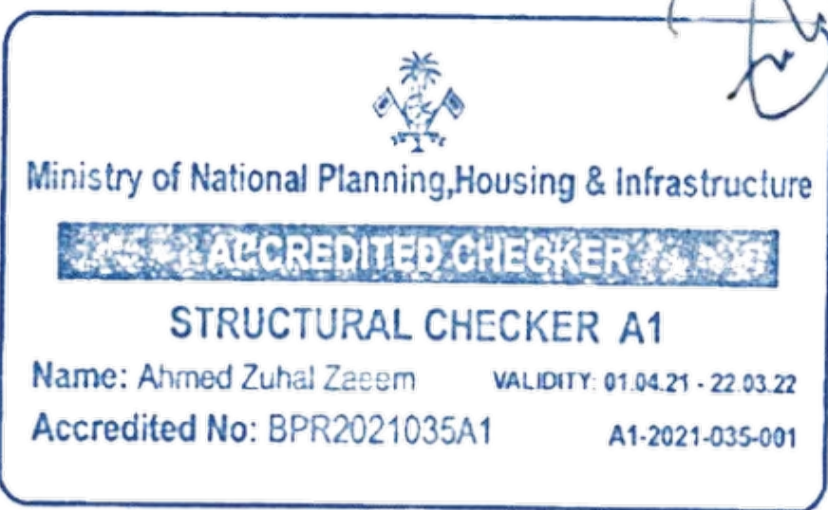 Ministry of National Planning,Housing & Infrastructure
ACCREDITED CHECKER
STRUCTURAL CHECKER A1
Name: Ahmed Zuhal Zaeem VALIDITY: 01.04.21 - 22.03.22
Accredited No: BPR2021035A1 A1-2021-035-001